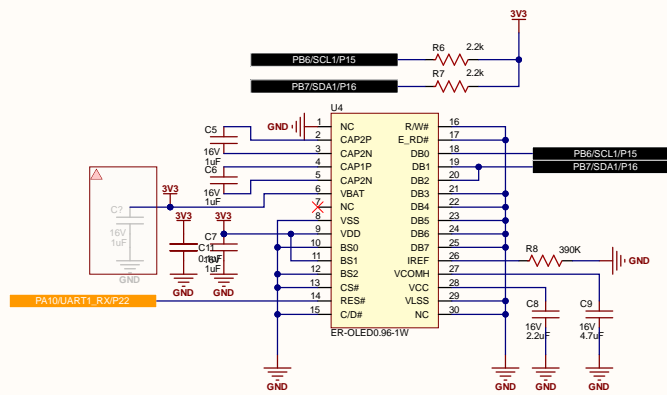 3V3
PB6/SCL1/P15
R6
2.2k
PB7/SDA1/P16
R7
2.2k
U4
GND
1 NC R/W# 16
2 CAP2P E_RD# 17
3 CAP2N DB0 18
4 CAP1P DB1 19
5 CAP2N DB2 20
6 VBAT DB3 21
7 NC DB4 22
8 VSS DB5 23
9 VDD DB6 24
10 BS0 DB7 25
11 BS1 IREF 26
12 BS2 VCOMH 27
13 CS# VCC 28
14 RES# VLSS 29
15 C/D# NC 30
ER-OLED0.96-1W
C5
16V
1uF
C6
16V
1uF
PB6/SCL1/P15
PB7/SDA1/P16
C?
16V
1uF
GND
3V3
3V3
3V3
C11
GND
C7
1uF
GND
R8
390K
GND
PA10/UART1_RX/P22
C8
16V
2.2uF
C9
16V
4.7uF
GND
GND
GND
GND